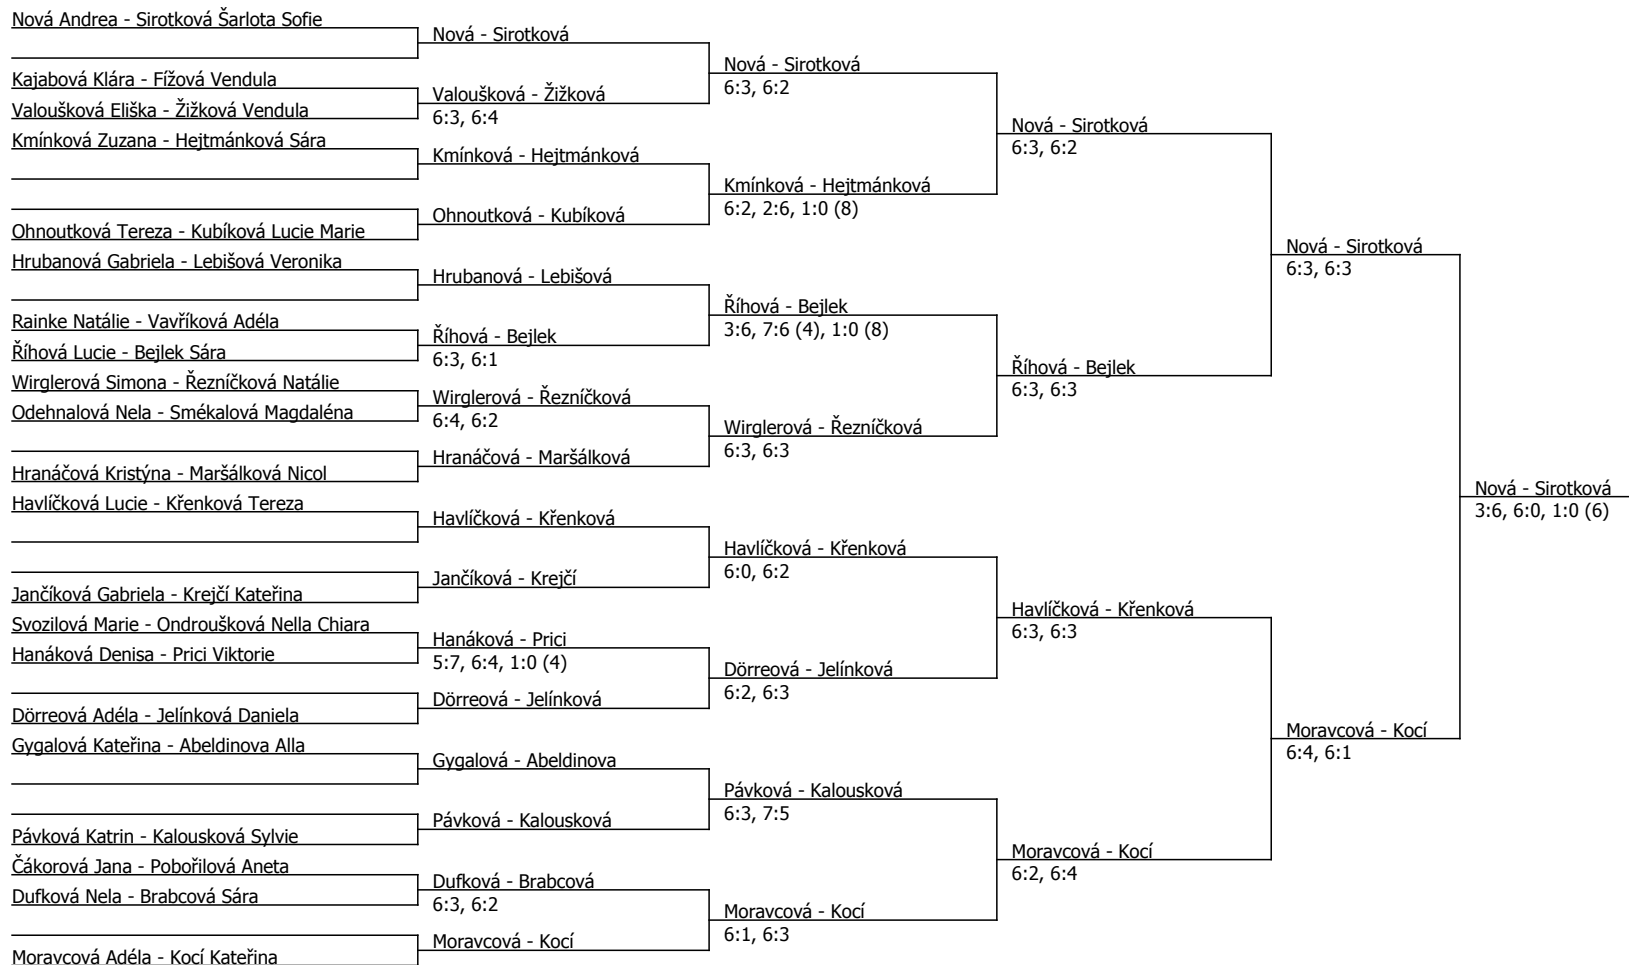 Nová Andrea - Sirotková Šarlota Sofie
Kajabová Klára - Fížová Vendula
Valoušková Eliška - Žižková Vendula
Kmínková Zuzana - Hejtmánková Sára
Ohnoutková Tereza - Kubíková Lucie Marie
Hrubanová Gabriela - Lebišová Veronika
Rainke Natálie - Vavříková Adéla
Říhová Lucie - Bejlek Sára
Wirglerová Simona - Řezníčková Natálie
Odehnalová Nela - Smékalová Magdaléna
Hranáčová Kristýna - Maršálková Nicol
Havlíčková Lucie - Křenková Tereza
Jančíková Gabriela - Krejčí Kateřina
Svozilová Marie - Ondroušková Nella Chiara
Hanáková Denisa - Prici Viktorie
Dörreová Adéla - Jelínková Daniela
Gygalová Kateřina - Abeldinova Alla
Pávková Katrin - Kalousková Sylvie
Čákorová Jana - Pobořilová Aneta
Dufková Nela - Brabcová Sára
Moravcová Adéla - Kocí Kateřina
Nová - Sirotková
Valoušková - Žižková
6:3, 6:4
Kmínková - Hejtmánková
Ohnoutková - Kubíková
Hrubanová - Lebišová
Říhová - Bejlek
6:3, 6:1
Wirglerová - Řezníčková
6:4, 6:2
Hranáčová - Maršálková
Havlíčková - Křenková
Jančíková - Krejčí
Hanáková - Prici
5:7, 6:4, 1:0 (4)
Dörreová - Jelínková
Gygalová - Abeldinova
Pávková - Kalousková
Dufková - Brabcová
6:3, 6:2
Moravcová - Kocí
Nová - Sirotková
6:3, 6:2
Kmínková - Hejtmánková
6:2, 2:6, 1:0 (8)
Říhová - Bejlek
3:6, 7:6 (4), 1:0 (8)
Wirglerová - Řezníčková
6:3, 6:3
Havlíčková - Křenková
6:0, 6:2
Dörreová - Jelínková
6:2, 6:3
Pávková - Kalousková
6:3, 7:5
Moravcová - Kocí
6:1, 6:3
Nová - Sirotková
6:3, 6:2
Říhová - Bejlek
6:3, 6:3
Havlíčková - Křenková
6:3, 6:3
Moravcová - Kocí
6:2, 6:4
Nová - Sirotková
6:3, 6:3
Moravcová - Kocí
6:4, 6:1
Nová - Sirotková
3:6, 6:0, 1:0 (6)